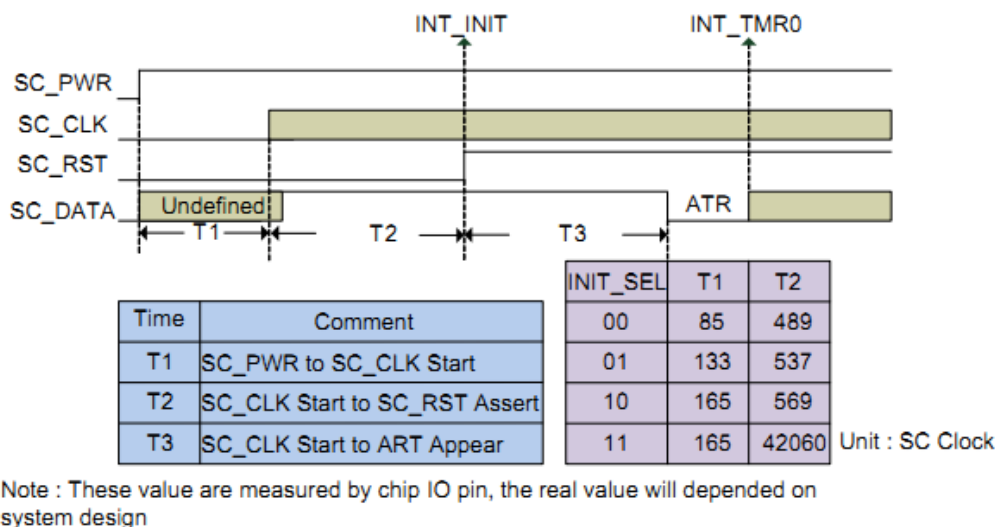 INT_INIT INT_TMR0
SC_PWR
SC_CLK
SC_RST
SC_DATA Undefined ATR
T1 T2 T3
Time Comment
T1 SC_PWR to SC_CLK Start
T2 SC_CLK Start to SC_RST Assert
T3 SC_CLK Start to ART Appear
INIT_SEL T1 T2
00 85 489
01 133 537
10 165 569
11 165 42060 Unit : SC Clock
Note : These value are measured by chip IO pin, the real value will depended on
system design